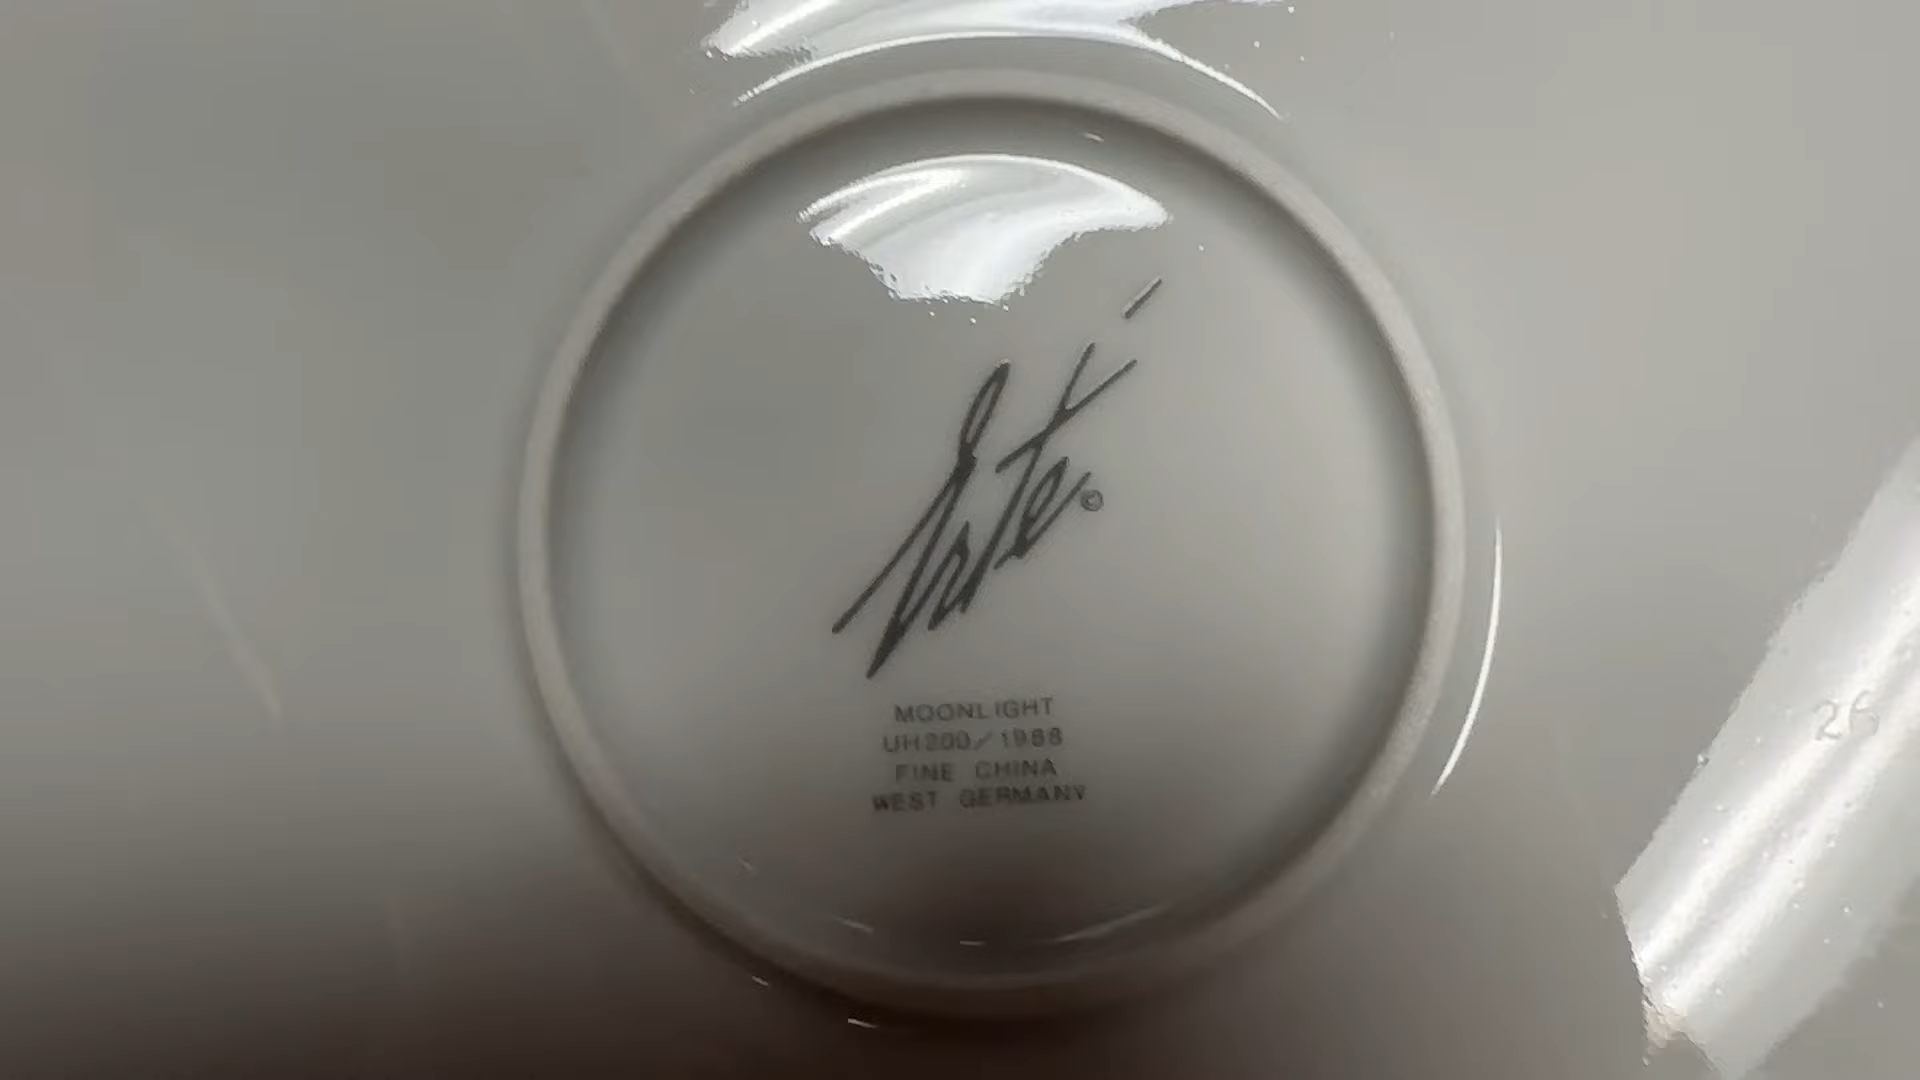 Erté ©
MOONLIGHT
UH200/1988
FINE CHINA
WEST GERMANY
26